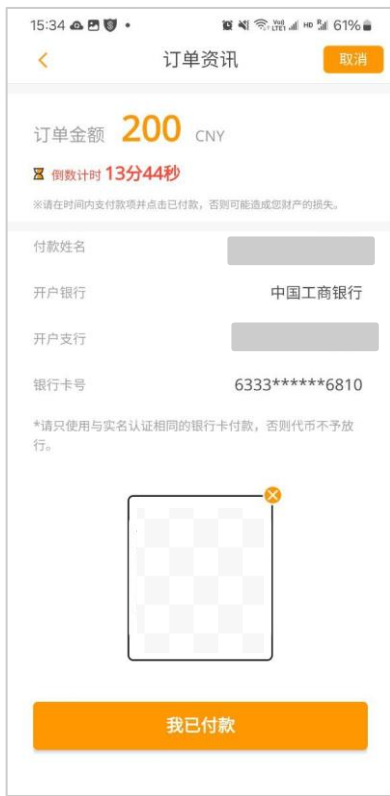 15:34 61%
订单资讯 取消
订单金额 200 CNY
倒数计时 13分44秒
※请在时间内支付款项并点击已付款，否则可能造成您财产的损失。
付款姓名
开户银行 中国工商银行
开户支行
银行卡号 6333******6810
*请只使用与实名认证相同的银行卡付款，否则代币不予放
行。
我已付款